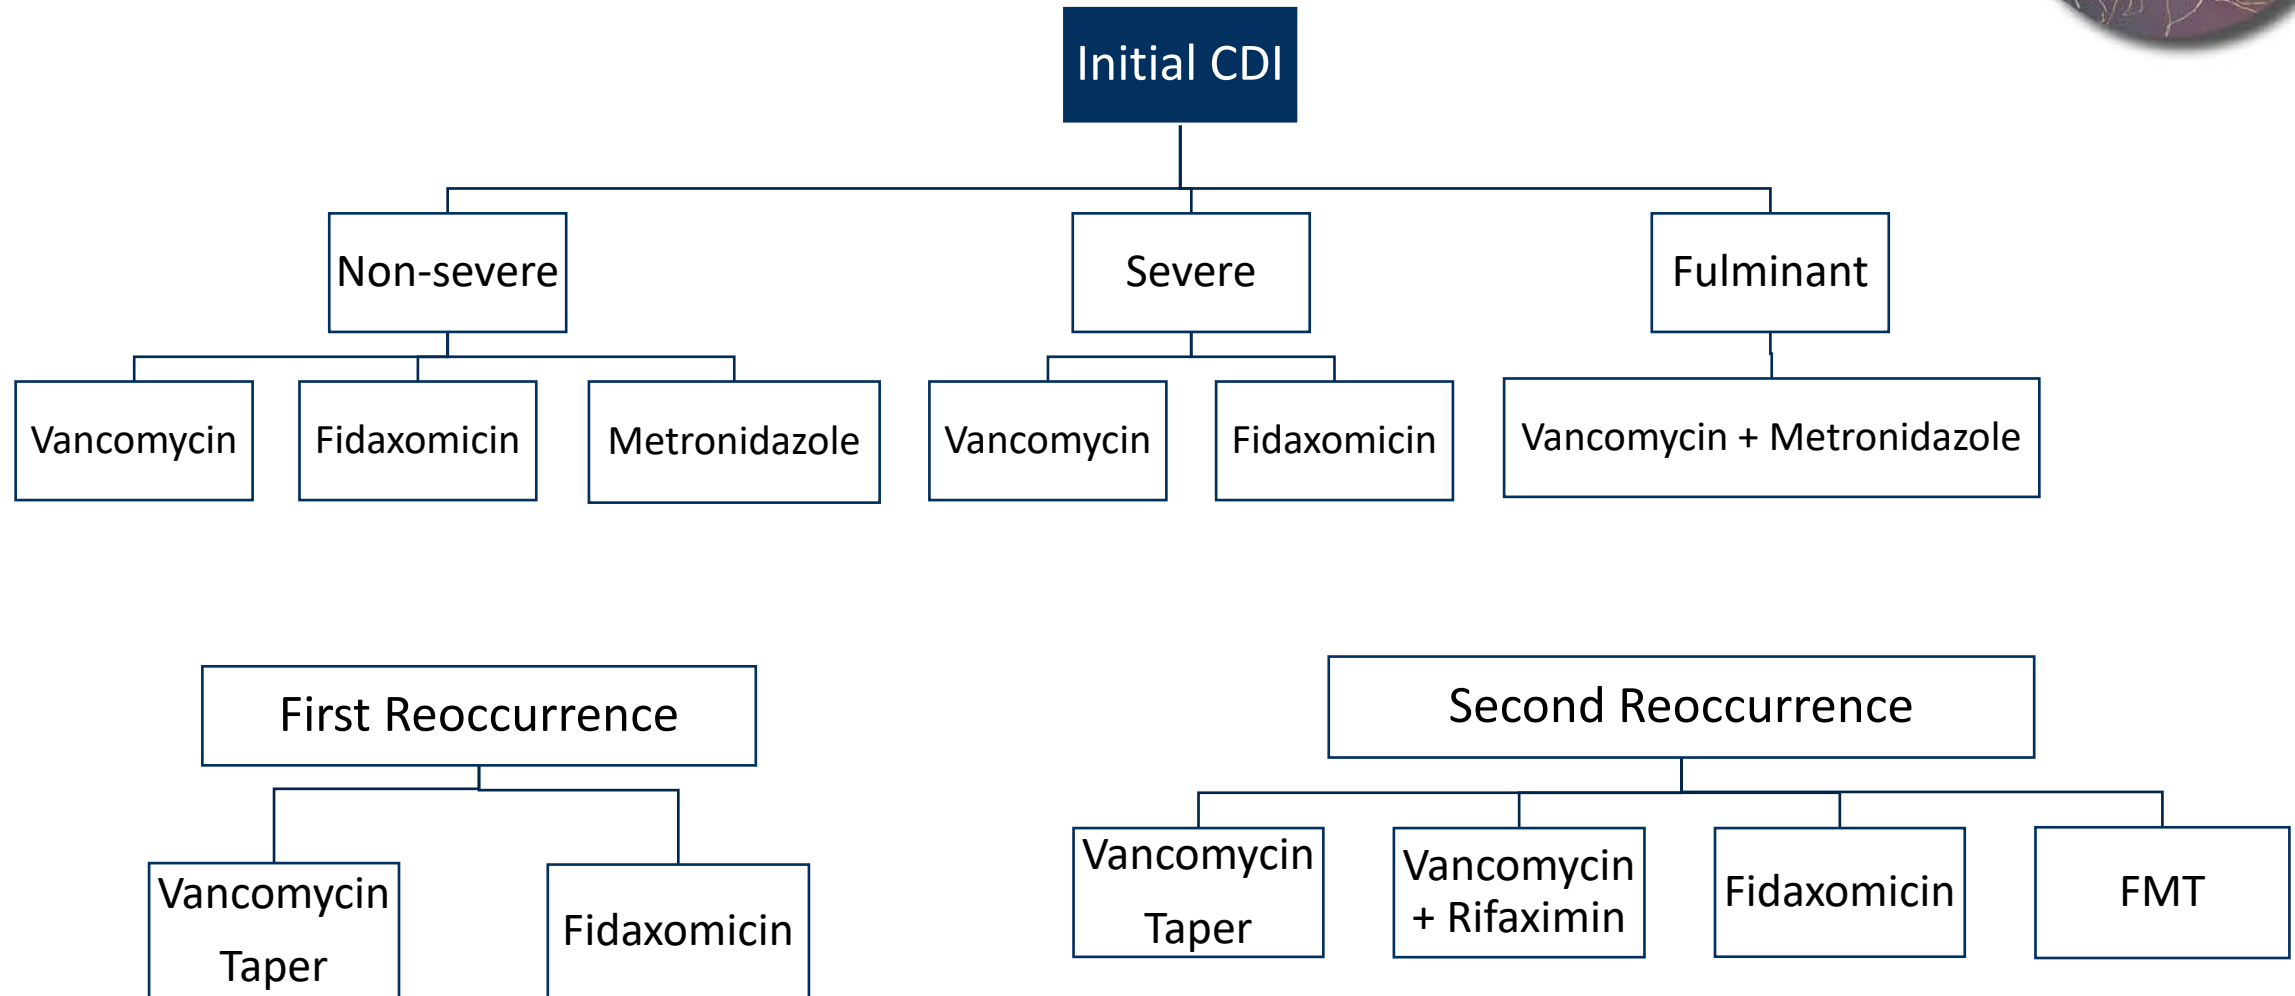 Initial CDI
Non-severe
Severe
Fulminant
Vancomycin
Fidaxomicin
Metronidazole
Vancomycin
Fidaxomicin
Vancomycin + Metronidazole
First Reoccurrence
Second Reoccurrence
Vancomycin
Taper
Fidaxomicin
Vancomycin
Taper
Vancomycin
+ Rifaximin
Fidaxomicin
FMT